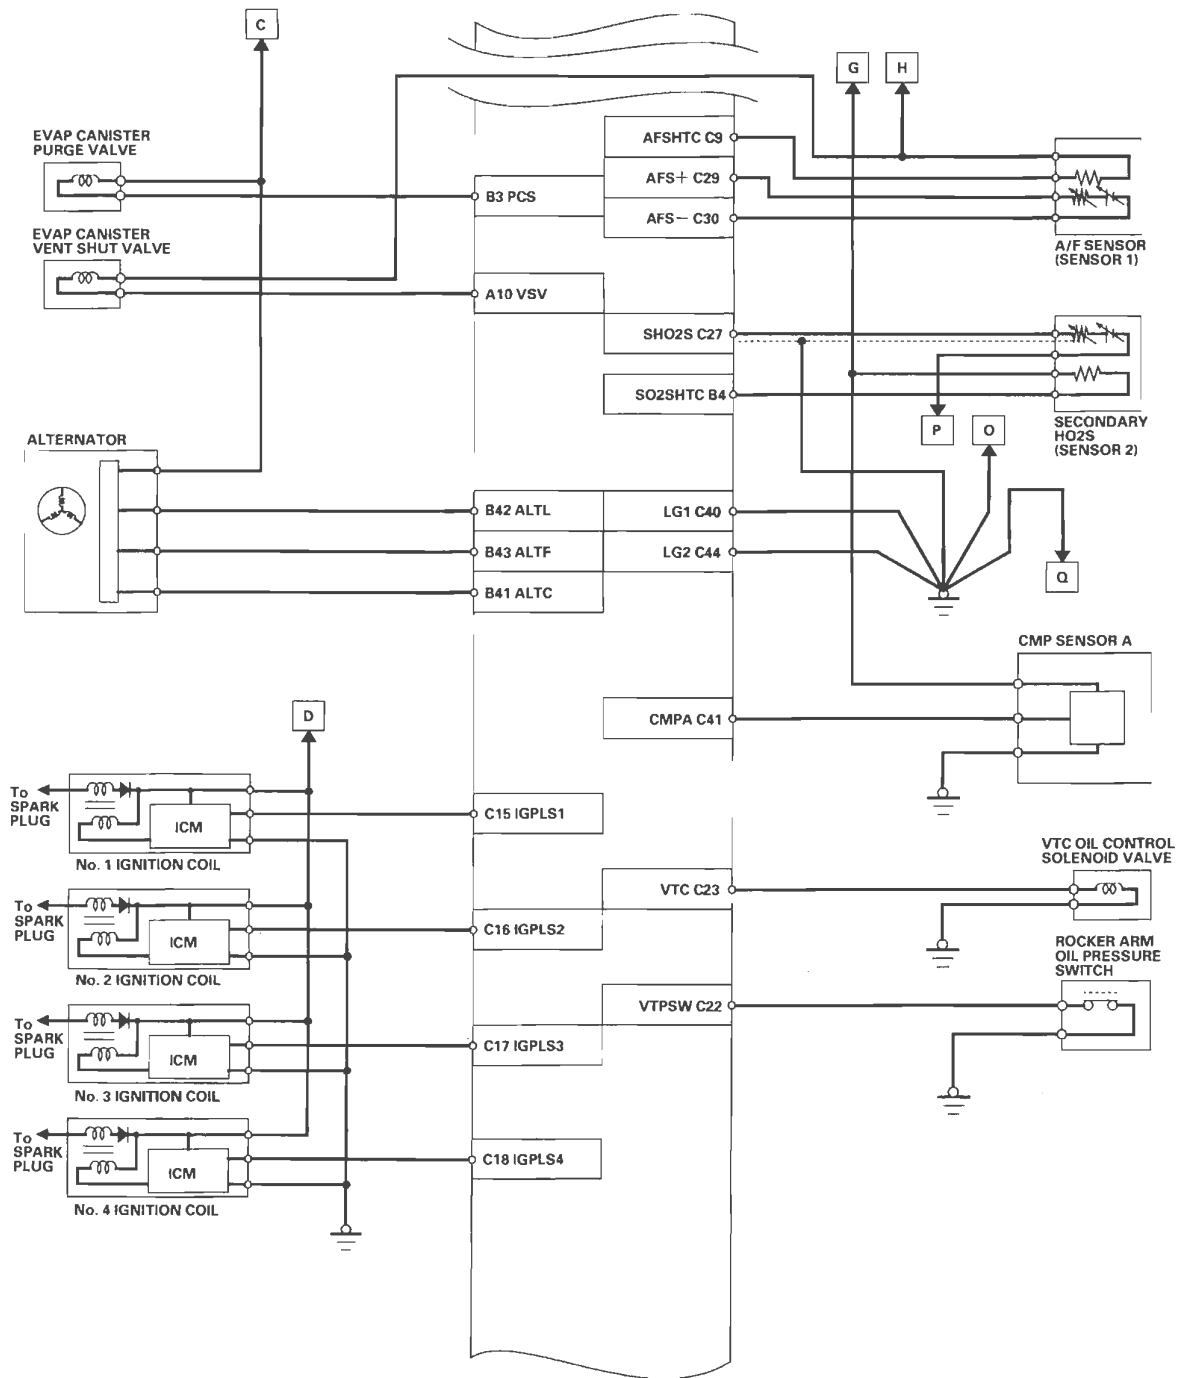 C
G
H
EVAP CANISTER
PURGE VALVE
AFSHTC C9
AFS+ C29
B3 PCS
AFS− C30
A/F SENSOR
(SENSOR 1)
EVAP CANISTER
VENT SHUT VALVE
A10 VSV
SHO2S C27
SO2SHTC B4
P
O
SECONDARY
HO2S
(SENSOR 2)
ALTERNATOR
B42 ALTL
LG1 C40
B43 ALTF
LG2 C44
Q
B41 ALTC
CMP SENSOR A
D
CMPA C41
To
SPARK
PLUG
ICM
C15 IGPLS1
No. 1 IGNITION COIL
VTC OIL CONTROL
SOLENOID VALVE
VTC C23
To
SPARK
PLUG
ICM
C16 IGPLS2
No. 2 IGNITION COIL
ROCKER ARM
OIL PRESSURE
SWITCH
VTPSW C22
To
SPARK
PLUG
ICM
C17 IGPLS3
No. 3 IGNITION COIL
To
SPARK
PLUG
ICM
C18 IGPLS4
No. 4 IGNITION COIL